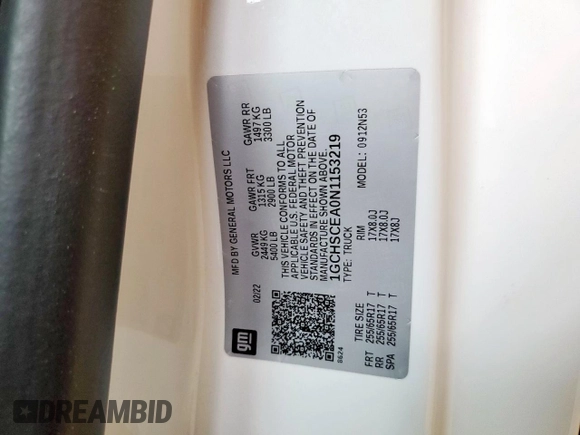 MFD BY GENERAL MOTORS LLC
02/22
GVWR
2449 KG
5400 LB
GAWR FRT
1315 KG
2900 LB
GAWR RR
1497 KG
3300 LB
THIS VEHICLE CONFORMS TO ALL
APPLICABLE U.S. FEDERAL MOTOR
VEHICLE SAFETY AND THEFT PREVENTION
STANDARDS IN EFFECT ON THE DATE OF
MANUFACTURE SHOWN ABOVE.
1GCHSCEA0N1153219
TYPE: TRUCK
MODEL: 0912N53
gm
0624
TIRE SIZE RIM
FRT 255/65R17 T 17X8.0J
RR 255/65R17 T 17X8.0J
SPA 255/65R17 T 17X8J
DREAMBID